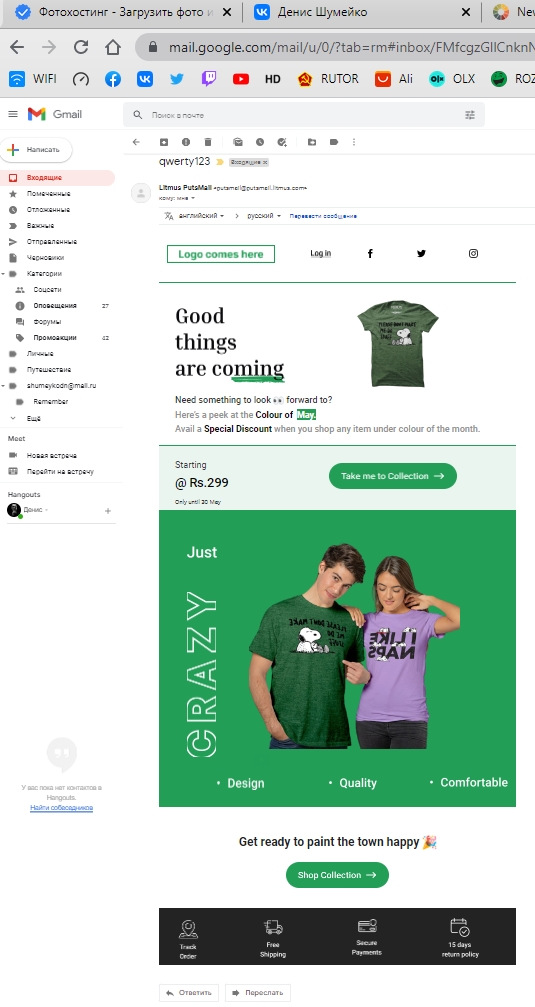 Фотохостинг - Загрузить фото и
Денис Шумейко
New
mail.google.com/mail/u/0/?tab=rm#inbox/FMfcgzGllCnknN
WIFI
HD
RUTOR
Ali
OLX
ROZ
Gmail
Поиск в почте
Написать
qwerty123
Входящие x
Входящие
Помеченные
Отложенные
Важные
Отправленные
Черновики
Категории
Соцсети
Оповещения 27
Форумы
Промоакции 42
Личные
Путешествие
shumeykodn@mail.ru
Remember
Ещё
Meet
Новая встреча
Перейти на встречу
Hangouts
Денис
У вас пока нет контактов в
Hangouts.
Найти собеседников
Litmus PutsMail <putsmail@putsmail.litmus.com>
кому: мне
английский > русский Перевести сообщение
Logo comes here
Log in
Good
things
are coming
PLEASE DON'T MAKE
ME DO
STUFF
Need something to look 👀 forward to?
Here's a peek at the Colour of May.
Avail a Special Discount when you shop any item under colour of the month.
Starting
@ Rs.299
Only until 30 May
Take me to Collection →
Just
CRAZY
PLEASE DON'T MAKE
ME DO
STUFF
I LIKE
NAPS
• Design
• Quality
• Comfortable
Get ready to paint the town happy 🎉
Shop Collection →
Track
Order
Free
Shipping
Secure
Payments
15 days
return policy
Ответить
Переслать